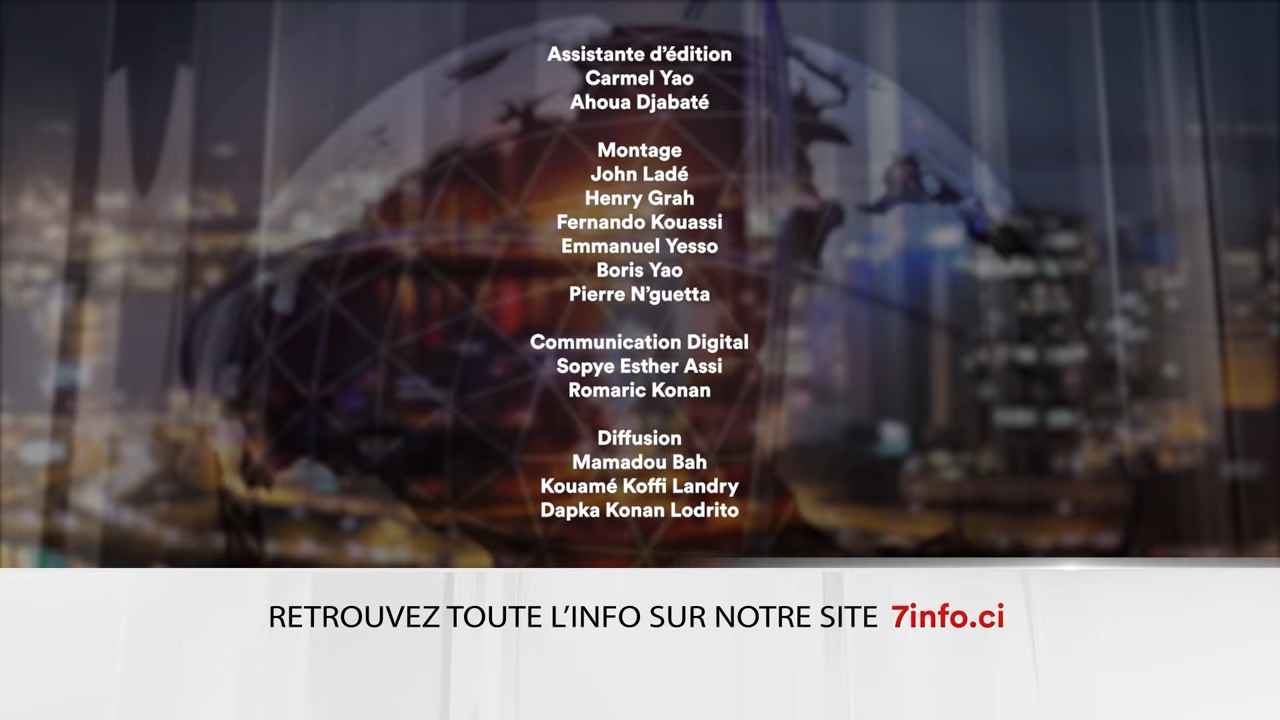 Assistante d’édition
Carmel Yao
Ahoua Djabaté
Montage
John Ladé
Henry Grah
Fernando Kouassi
Emmanuel Yesso
Boris Yao
Pierre N’guetta
Communication Digital
Sopye Esther Assi
Romaric Konan
Diffusion
Mamadou Bah
Kouamé Koffi Landry
Dapka Konan Lodrito
RETROUVEZ TOUTE L’INFO SUR NOTRE SITE 7info.ci